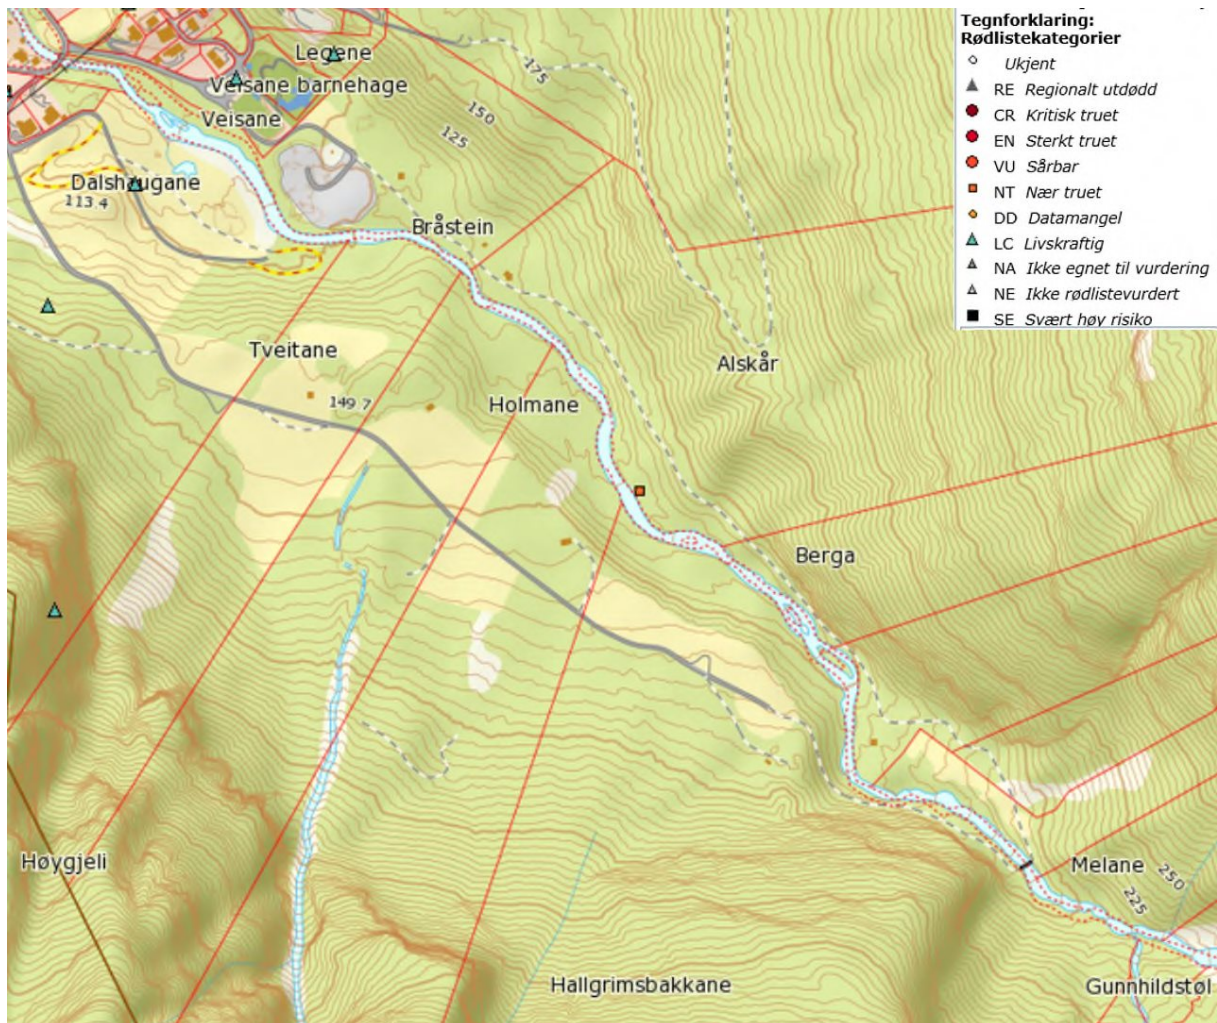 Tegnforklaring:
Rødlistekategorier
Ukjent
RE Regionalt utdødd
CR Kritisk truet
EN Sterkt truet
VU Sårbar
NT Nær truet
DD Datamangel
LC Livskraftig
NA Ikke egnet til vurdering
NE Ikke rødlistevurdert
SE Svært høy risiko
Legene
175
Veisane barnehage
150
Veisane
125
Dalshaugane
113.4
Bråstein
Tveitane
Alskår
149.7
Holmane
Berga
Høygjeli
Melane
250
225
Hallgrimsbakkane
Gunnhildstøl